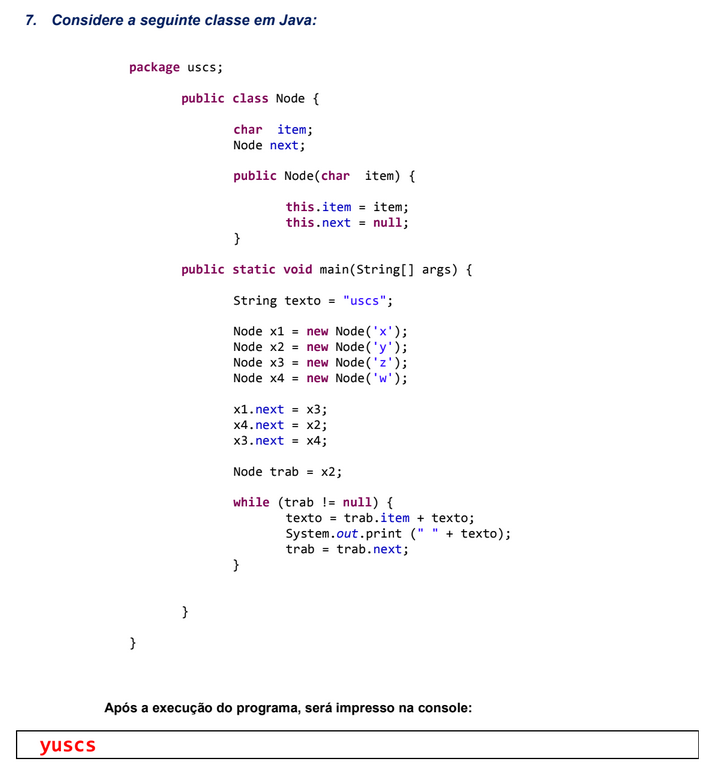 7. Considere a seguinte classe em Java:
package uscs;
public class Node {
char item;
Node next;
public Node(char item) {
this.item = item;
this.next = null;
}
public static void main(String[] args) {
String texto = "uscs";
Node x1 = new Node('x');
Node x2 = new Node('y');
Node x3 = new Node('z');
Node x4 = new Node('w');
x1.next = x3;
x4.next = x2;
x3.next = x4;
Node trab = x2;
while (trab != null) {
texto = trab.item + texto;
System.out.print (" " + texto);
trab = trab.next;
}
}
}
Após a execução do programa, será impresso na console:
yuscs